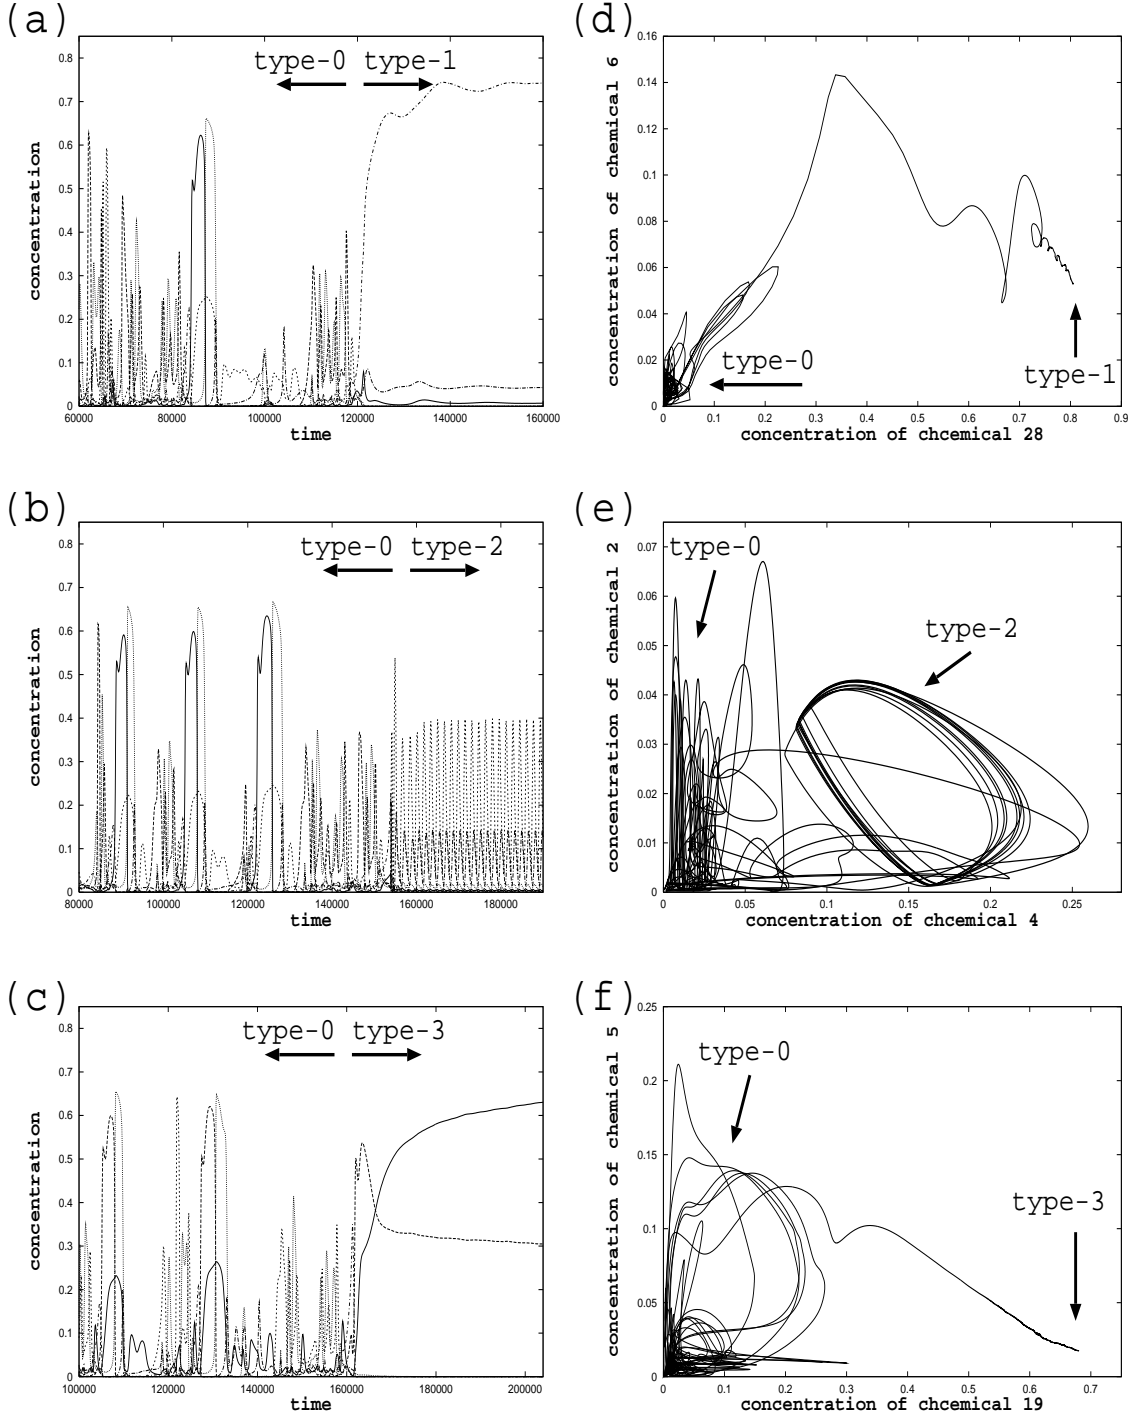 (a)
concentration
0.8
0.7
0.6
0.5
0.4
0.3
0.2
0.1
0
type-0 type-1
60000 80000 100000 120000 140000 160000
time
(d)
concentration of chemical 6
0.16
0.14
0.12
0.1
0.08
0.06
0.04
0.02
0
type-0
type-1
0 0.1 0.2 0.3 0.4 0.5 0.6 0.7 0.8 0.9
concentration of chcemical 28
(b)
concentration
0.8
0.7
0.6
0.5
0.4
0.3
0.2
0.1
0
type-0 type-2
80000 100000 120000 140000 160000 180000
time
(e)
concentration of chemical 2
0.07
0.06
0.05
0.04
0.03
0.02
0.01
0
type-0
type-2
0 0.05 0.1 0.15 0.2 0.25
concentration of chcemical 4
(c)
concentration
0.8
0.7
0.6
0.5
0.4
0.3
0.2
0.1
0
type-0 type-3
100000 120000 140000 160000 180000 200000
time
(f)
concentration of chemical 5
0.25
0.2
0.15
0.1
0.05
0
type-0
type-3
0 0.1 0.2 0.3 0.4 0.5 0.6 0.7
concentration of chcemical 19